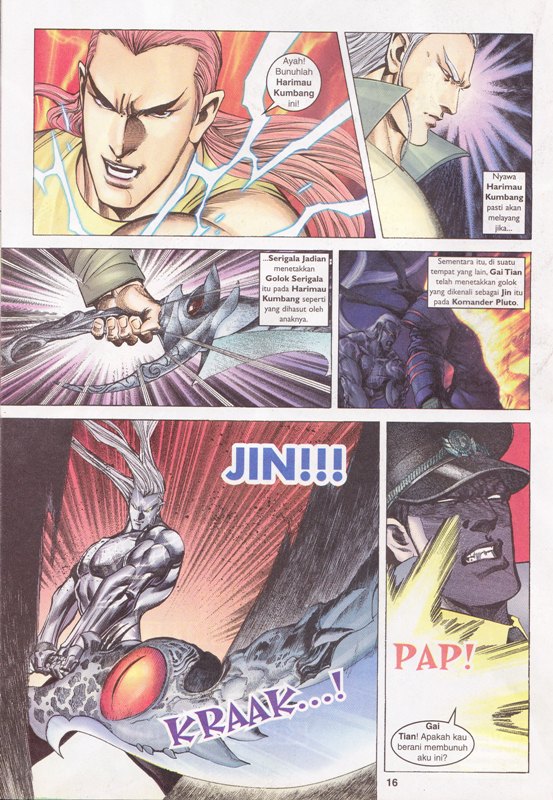 Ayah!
Bunuhlah
Harimau
Kumbang
ini!
Nyawa
Harimau
Kumbang
pasti akan
melayang
jika...
...Serigala Jadian
menetakkan
Golok Serigala
itu pada Harimau
Kumbang seperti
yang dihasut oleh
anaknya.
Sementara itu, di suatu
tempat yang lain, Gai Tian
telah menetakkan golok
yang dikenali sebagai Jin itu
pada Komander Pluto.
JIN!!!
KRAAK...!
PAP!
Gai
Tian! Apakah kau
berani membunuh
aku ini?
16